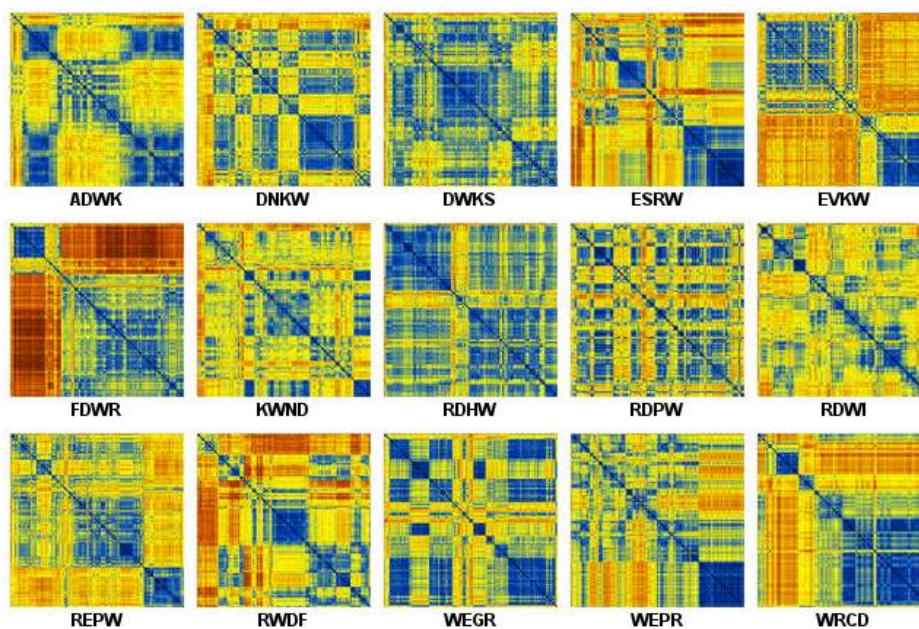 ADWK DNKW DWKS ESRW EVKW
FDWR KWND RDHW RDPW RDWI
REPW RWDF WEGR WEPR WRCD